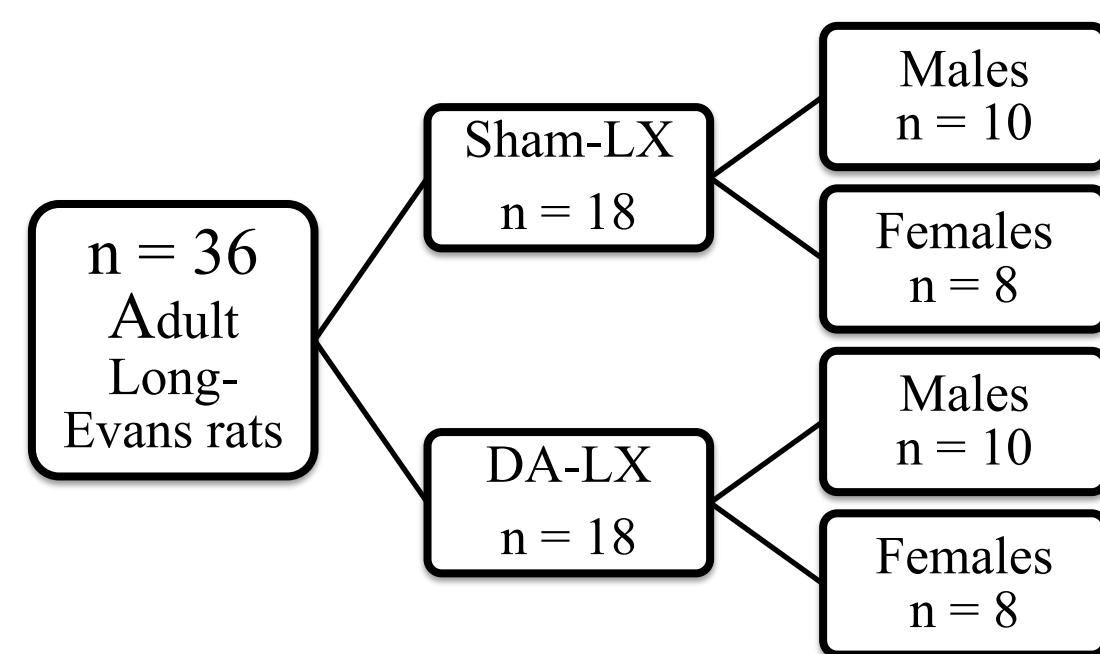 n = 36
Adult
Long-
Evans rats
Sham-LX
n = 18
DA-LX
n = 18
Males
n = 10
Females
n = 8
Males
n = 10
Females
n = 8